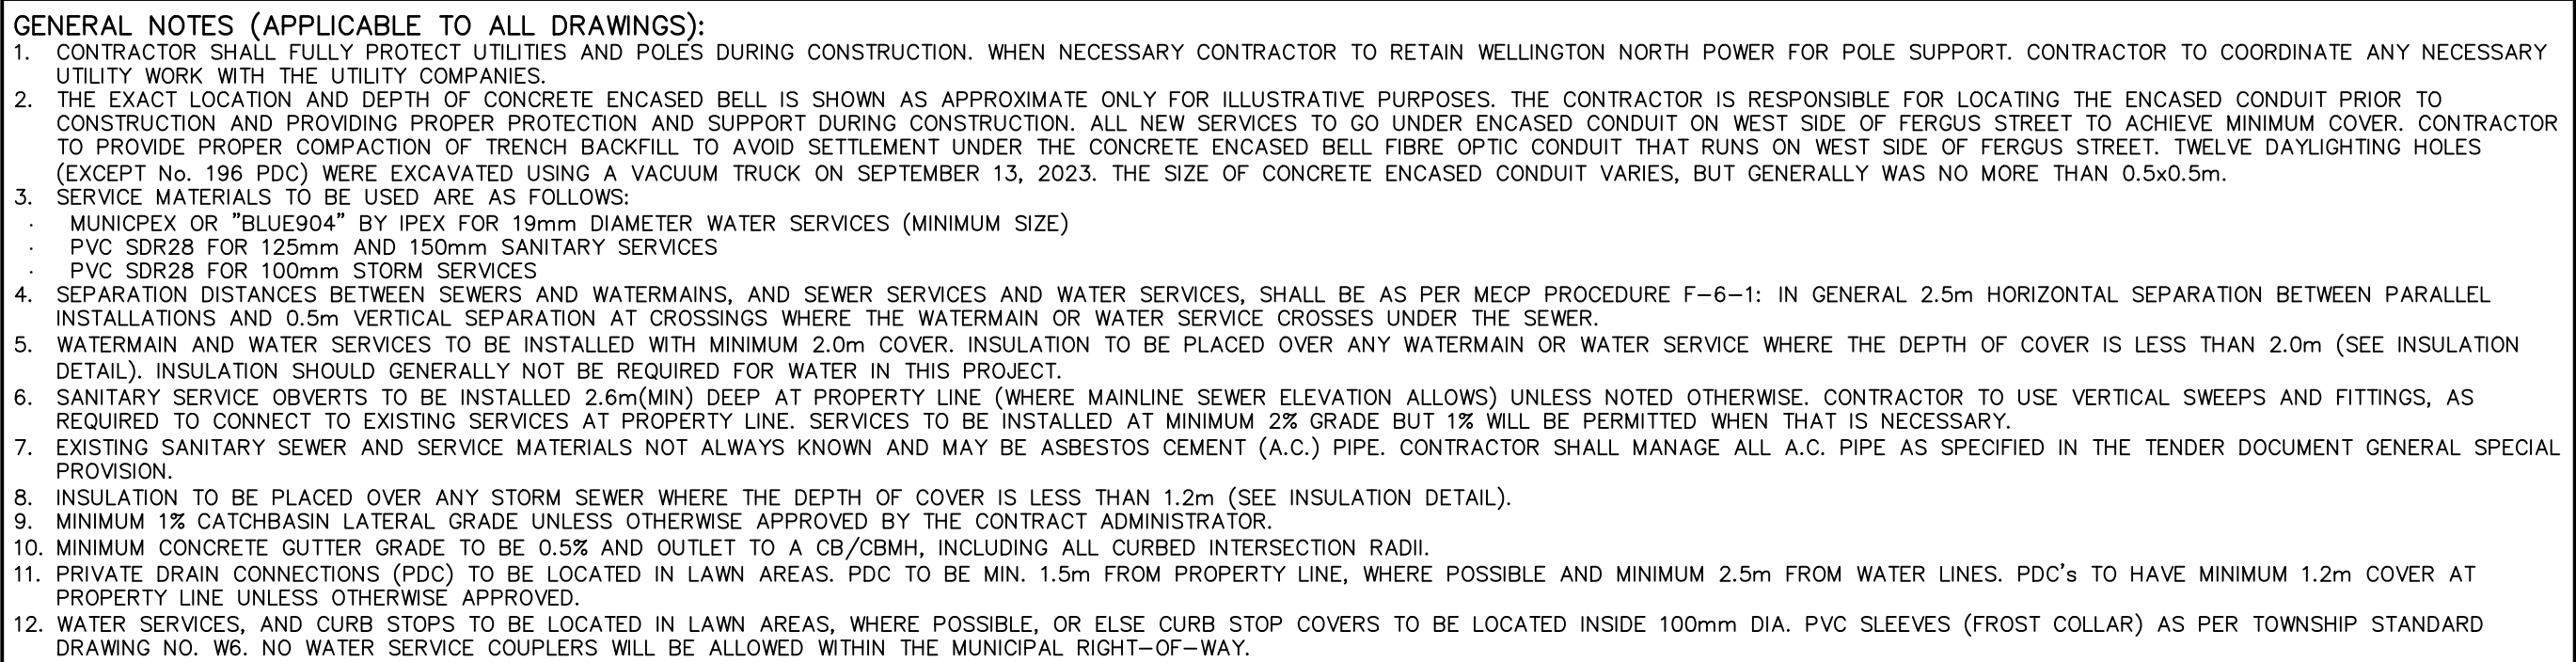 GENERAL NOTES (APPLICABLE TO ALL DRAWINGS):
1. CONTRACTOR SHALL FULLY PROTECT UTILITIES AND POLES DURING CONSTRUCTION. WHEN NECESSARY CONTRACTOR TO RETAIN WELLINGTON NORTH POWER FOR POLE SUPPORT. CONTRACTOR TO COORDINATE ANY NECESSARY
UTILITY WORK WITH THE UTILITY COMPANIES.
2. THE EXACT LOCATION AND DEPTH OF CONCRETE ENCASED BELL IS SHOWN AS APPROXIMATE ONLY FOR ILLUSTRATIVE PURPOSES. THE CONTRACTOR IS RESPONSIBLE FOR LOCATING THE ENCASED CONDUIT PRIOR TO
CONSTRUCTION AND PROVIDING PROPER PROTECTION AND SUPPORT DURING CONSTRUCTION. ALL NEW SERVICES TO GO UNDER ENCASED CONDUIT ON WEST SIDE OF FERGUS STREET TO ACHIEVE MINIMUM COVER. CONTRACTOR
TO PROVIDE PROPER COMPACTION OF TRENCH BACKFILL TO AVOID SETTLEMENT UNDER THE CONCRETE ENCASED BELL FIBRE OPTIC CONDUIT THAT RUNS ON WEST SIDE OF FERGUS STREET. TWELVE DAYLIGHTING HOLES
(EXCEPT No. 196 PDC) WERE EXCAVATED USING A VACUUM TRUCK ON SEPTEMBER 13, 2023. THE SIZE OF CONCRETE ENCASED CONDUIT VARIES, BUT GENERALLY WAS NO MORE THAN 0.5x0.5m.
3. SERVICE MATERIALS TO BE USED ARE AS FOLLOWS:
· MUNICPEX OR "BLUE904" BY IPEX FOR 19mm DIAMETER WATER SERVICES (MINIMUM SIZE)
· PVC SDR28 FOR 125mm AND 150mm SANITARY SERVICES
· PVC SDR28 FOR 100mm STORM SERVICES
4. SEPARATION DISTANCES BETWEEN SEWERS AND WATERMAINS, AND SEWER SERVICES AND WATER SERVICES, SHALL BE AS PER MECP PROCEDURE F-6-1: IN GENERAL 2.5m HORIZONTAL SEPARATION BETWEEN PARALLEL
INSTALLATIONS AND 0.5m VERTICAL SEPARATION AT CROSSINGS WHERE THE WATERMAIN OR WATER SERVICE CROSSES UNDER THE SEWER.
5. WATERMAIN AND WATER SERVICES TO BE INSTALLED WITH MINIMUM 2.0m COVER. INSULATION TO BE PLACED OVER ANY WATERMAIN OR WATER SERVICE WHERE THE DEPTH OF COVER IS LESS THAN 2.0m (SEE INSULATION
DETAIL). INSULATION SHOULD GENERALLY NOT BE REQUIRED FOR WATER IN THIS PROJECT.
6. SANITARY SERVICE OBVERTS TO BE INSTALLED 2.6m(MIN) DEEP AT PROPERTY LINE (WHERE MAINLINE SEWER ELEVATION ALLOWS) UNLESS NOTED OTHERWISE. CONTRACTOR TO USE VERTICAL SWEEPS AND FITTINGS, AS
REQUIRED TO CONNECT TO EXISTING SERVICES AT PROPERTY LINE. SERVICES TO BE INSTALLED AT MINIMUM 2% GRADE BUT 1% WILL BE PERMITTED WHEN THAT IS NECESSARY.
7. EXISTING SANITARY SEWER AND SERVICE MATERIALS NOT ALWAYS KNOWN AND MAY BE ASBESTOS CEMENT (A.C.) PIPE. CONTRACTOR SHALL MANAGE ALL A.C. PIPE AS SPECIFIED IN THE TENDER DOCUMENT GENERAL SPECIAL
PROVISION.
8. INSULATION TO BE PLACED OVER ANY STORM SEWER WHERE THE DEPTH OF COVER IS LESS THAN 1.2m (SEE INSULATION DETAIL).
9. MINIMUM 1% CATCHBASIN LATERAL GRADE UNLESS OTHERWISE APPROVED BY THE CONTRACT ADMINISTRATOR.
10. MINIMUM CONCRETE GUTTER GRADE TO BE 0.5% AND OUTLET TO A CB/CBMH, INCLUDING ALL CURBED INTERSECTION RADII.
11. PRIVATE DRAIN CONNECTIONS (PDC) TO BE LOCATED IN LAWN AREAS. PDC TO BE MIN. 1.5m FROM PROPERTY LINE, WHERE POSSIBLE AND MINIMUM 2.5m FROM WATER LINES. PDC's TO HAVE MINIMUM 1.2m COVER AT
PROPERTY LINE UNLESS OTHERWISE APPROVED.
12. WATER SERVICES, AND CURB STOPS TO BE LOCATED IN LAWN AREAS, WHERE POSSIBLE, OR ELSE CURB STOP COVERS TO BE LOCATED INSIDE 100mm DIA. PVC SLEEVES (FROST COLLAR) AS PER TOWNSHIP STANDARD
DRAWING NO. W6. NO WATER SERVICE COUPLERS WILL BE ALLOWED WITHIN THE MUNICIPAL RIGHT-OF-WAY.